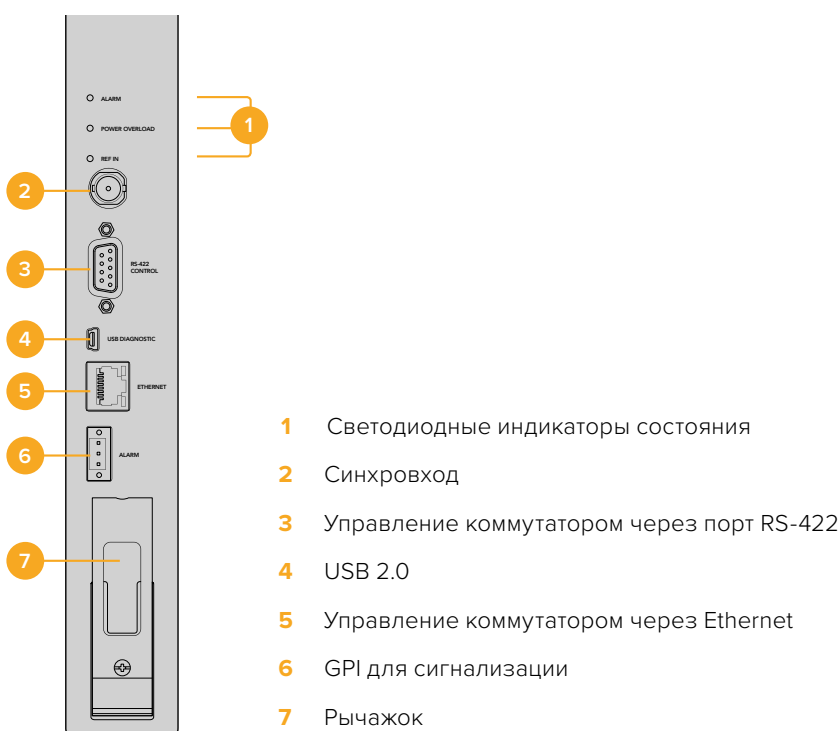 ALARM
1
POWER OVERLOAD
REF IN
2
3
RS-422
CONTROL
4
USB DIAGNOSTIC
5
ETHERNET
6
ALARM
7
1 Светодиодные индикаторы состояния
2 Синхровход
3 Управление коммутатором через порт RS-422
4 USB 2.0
5 Управление коммутатором через Ethernet
6 GPI для сигнализации
7 Рычажок